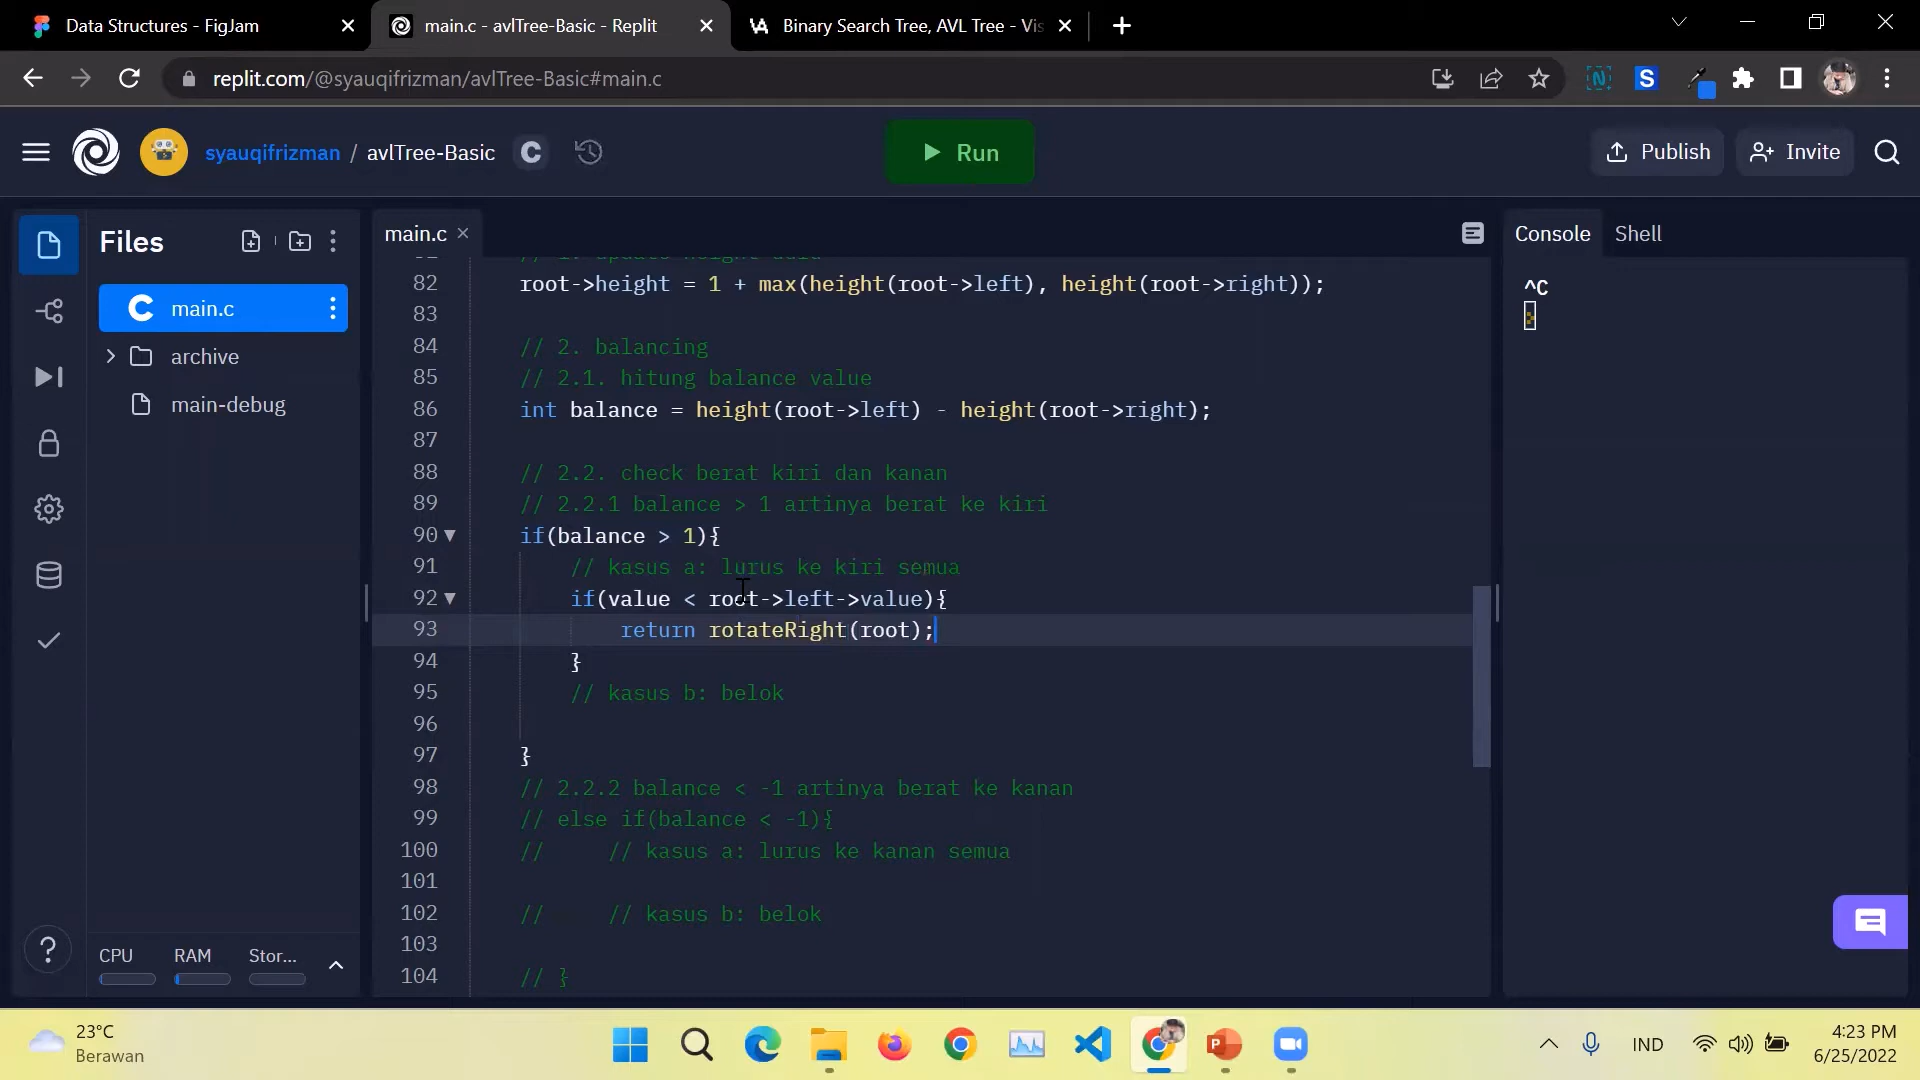 Data Structures - FigJam
main.c - avlTree-Basic - Replit
Binary Search Tree, AVL Tree - Vis
replit.com/@syauqifrizman/avlTree-Basic#main.c
syauqifrizman / avlTree-Basic C
Run
Publish
Invite
Files
main.c
archive
main-debug
CPU
RAM
Stor...
main.c
82 root->height = 1 + max(height(root->left), height(root->right));
83
84 // 2. balancing
85 // 2.1. hitung balance value
86 int balance = height(root->left) - height(root->right);
87
88 // 2.2. check berat kiri dan kanan
89 // 2.2.1 balance > 1 artinya berat ke kiri
90 if(balance > 1){
91 // kasus a: lurus ke kiri semua
92 if(value < root->left->value){
93 return rotateRight(root);
94 }
95 // kasus b: belok
96
97 }
98 // 2.2.2 balance < -1 artinya berat ke kanan
99 // else if(balance < -1){
100 // // kasus a: lurus ke kanan semua
101
102 // // kasus b: belok
103
104 // }
Console
Shell
^C
23°C
Berawan
IND
4:23 PM
6/25/2022